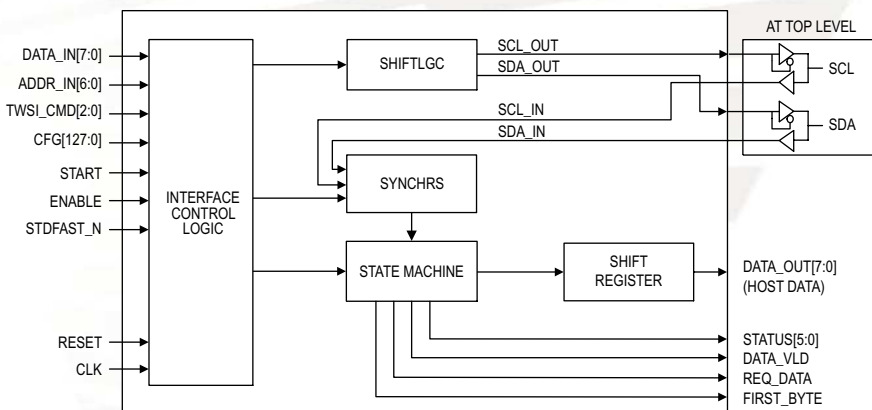 AT TOP LEVEL
DATA_IN[7:0]
ADDR_IN[6:0]
TWSI_CMD[2:0]
CFG[127:0]
START
ENABLE
STDFAST_N
RESET
CLK
INTERFACE
CONTROL
LOGIC
SHIFTLGC
SCL_OUT
SDA_OUT
SCL_IN
SDA_IN
SCL
SDA
SYNCHRS
STATE MACHINE
SHIFT
REGISTER
DATA_OUT[7:0]
(HOST DATA)
STATUS[5:0]
DATA_VLD
REQ_DATA
FIRST_BYTE